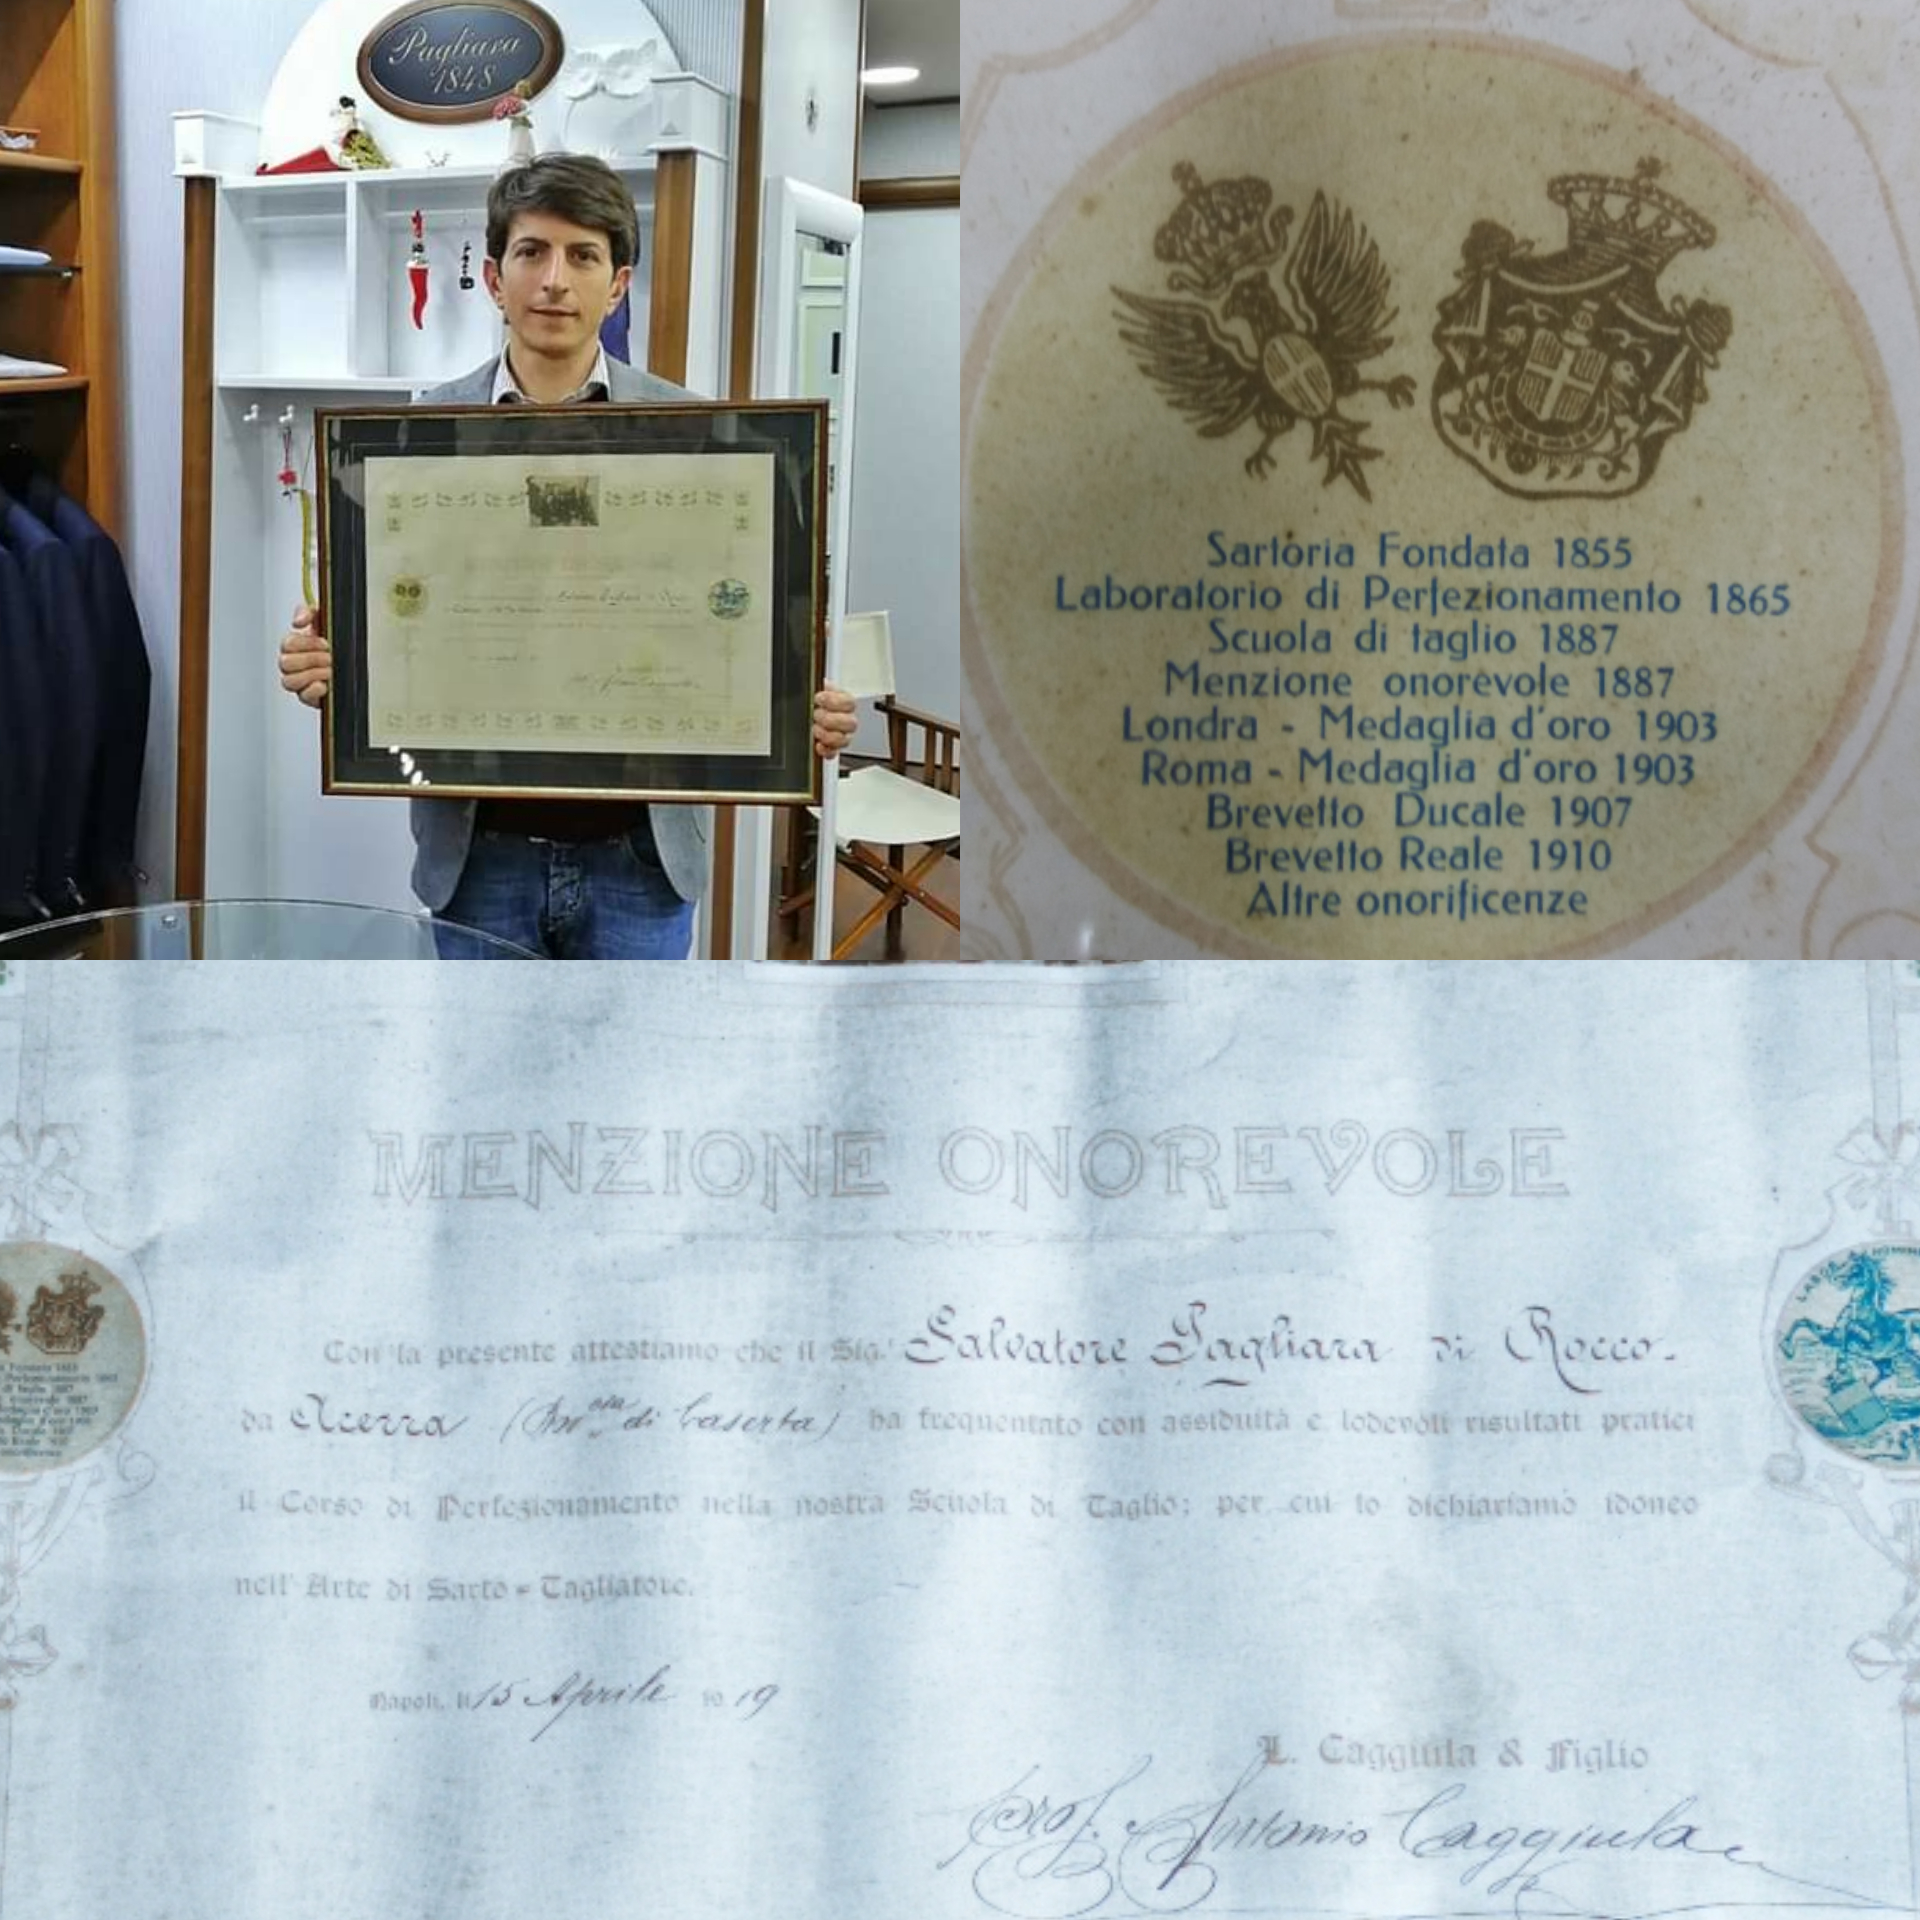 Pagliara
1848
Sartoria Fondata 1855
Laboratorio di Perfezionamento 1865
Scuola di taglio 1887
Menzione onorevole 1887
Londra - Medaglia d'oro 1903
Roma - Medaglia d'oro 1903
Brevetto Ducale 1907
Brevetto Reale 1910
Altre onorificenze
MENZIONE ONOREVOLE
Con la presente attestiamo che il Sig.r Salvatore Pagliara di Rocco.
da Acerra (di Caserta) ha frequentato con assiduità e lodevoli risultati pratici
il Corso di Perfezionamento nella nostra Scuola di Taglio; per cui lo dichiariamo idoneo
nell'Arte di Sarto-Tagliatore.
Napoli, li 15 Aprile 1919
L. Caggiula & Figlio
Prof. Antonio Caggiula
LABOR